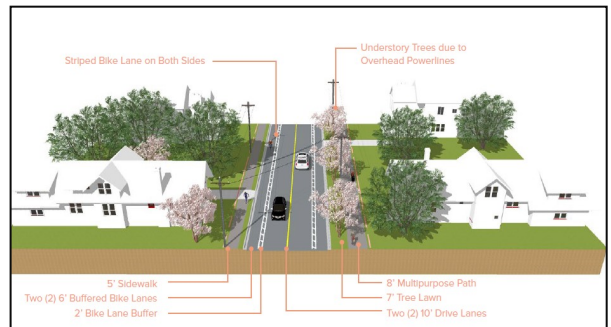 Understory Trees due to
Overhead Powerlines
Striped Bike Lane on Both Sides
5’ Sidewalk
Two (2) 6’ Buffered Bike Lanes
2’ Bike Lane Buffer
8’ Multipurpose Path
7’ Tree Lawn
Two (2) 10’ Drive Lanes